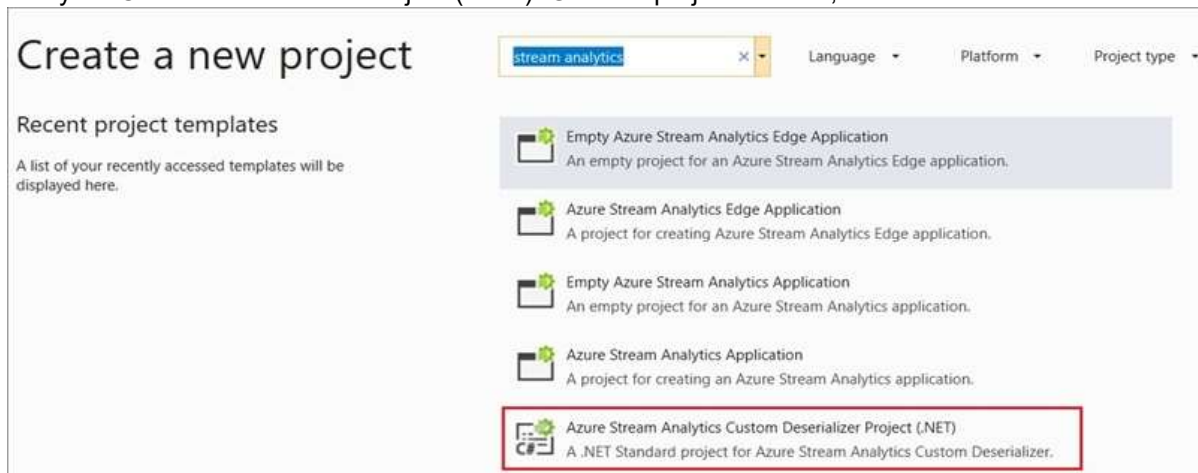 Create a new project
stream analytics
Language
Platform
Project type
Recent project templates
A list of your recently accessed templates will be
displayed here.
Empty Azure Stream Analytics Edge Application
An empty project for an Azure Stream Analytics Edge application.
Azure Stream Analytics Edge Application
A project for creating Azure Stream Analytics Edge application.
Empty Azure Stream Analytics Application
An empty project for an Azure Stream Analytics application.
Azure Stream Analytics Application
A project for creating an Azure Stream Analytics application.
C#
Azure Stream Analytics Custom Deserializer Project (.NET)
A .NET Standard project for Azure Stream Analytics Custom Deserializer.